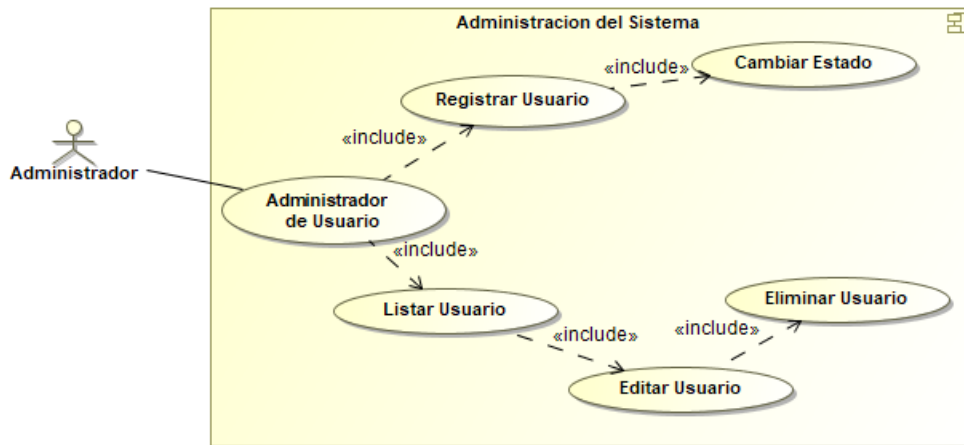 Administracion del Sistema
«include»
Cambiar Estado
Registrar Usuario
«include»
Administrador
Administrador
de Usuario
«include»
Listar Usuario
Eliminar Usuario
«include»
«include»
Editar Usuario